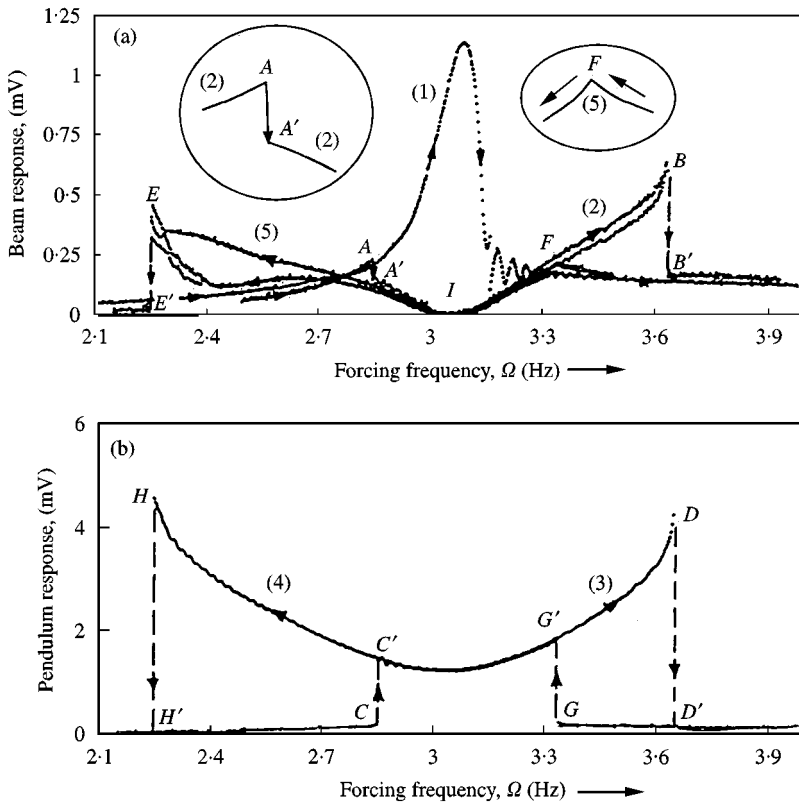 (a)
1·25
1
0·75
0·5
0·25
0
Beam response, (mV)
(2) A
A′ (2)
(1)
F
(5)
E
(5)
A
A′
E′
I
F
(2)
B
B′
2·1 2·4 2·7 3 3·3 3·6 3·9
Forcing frequency, Ω (Hz)
(b)
6
4
2
0
Pendulum response, (mV)
H
(4)
C′
C
H′
G′
G
(3)
D
D′
2·1 2·4 2·7 3 3·3 3·6 3·9
Forcing frequency, Ω (Hz)